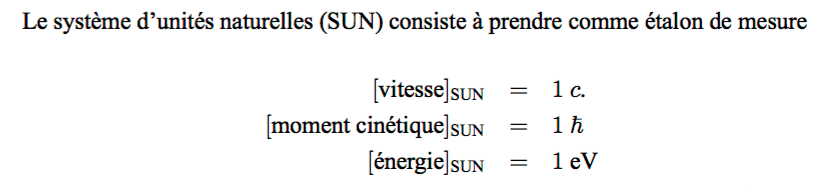 Le système d’unités naturelles (SUN) consiste à prendre comme étalon de mesure
[vitesse]SUN = 1 c.
[moment cinétique]SUN = 1 ℏ
[énergie]SUN = 1 eV